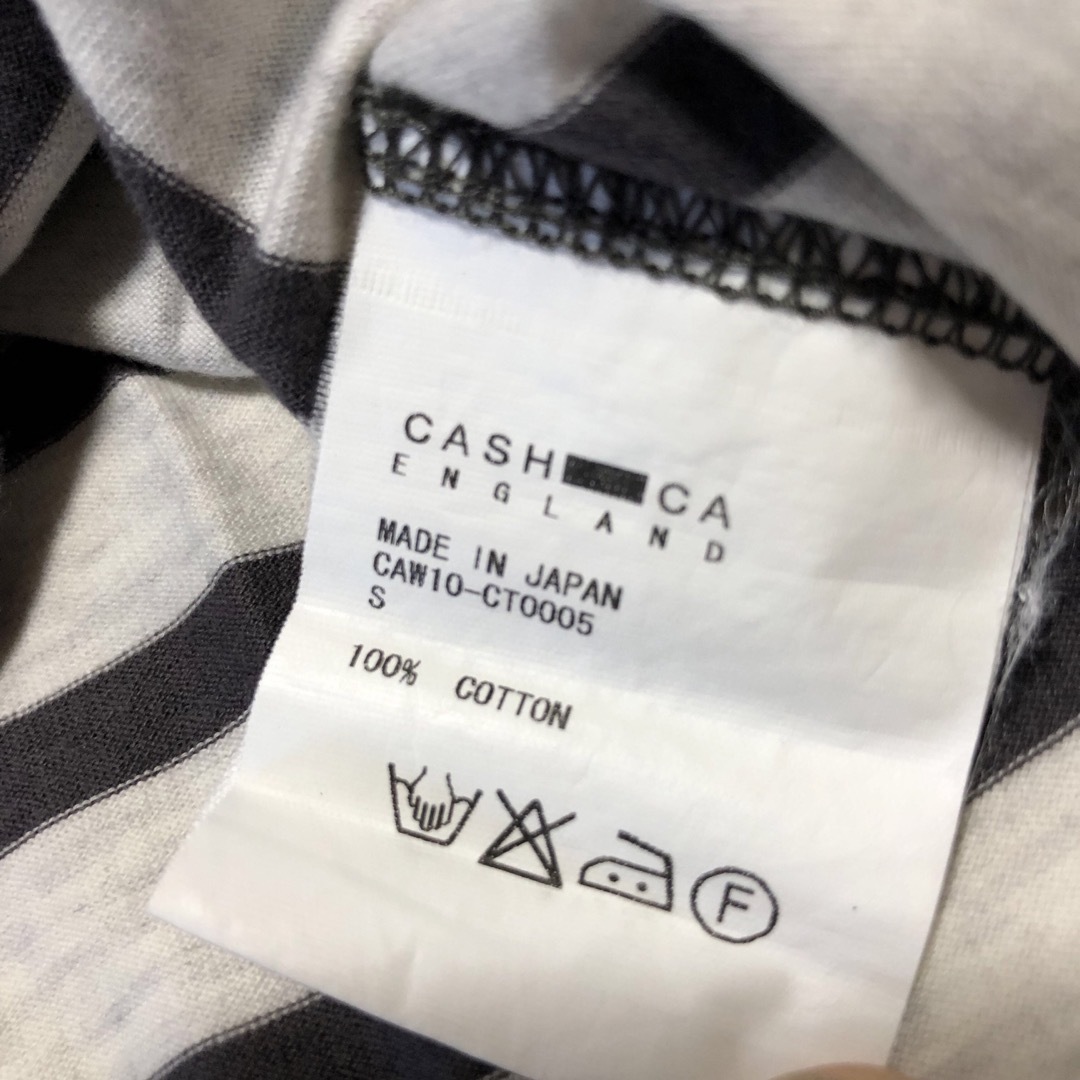 CASH CA
ENGLAND
MADE IN JAPAN
CAW10-CT0005
S
100% COTTON
F